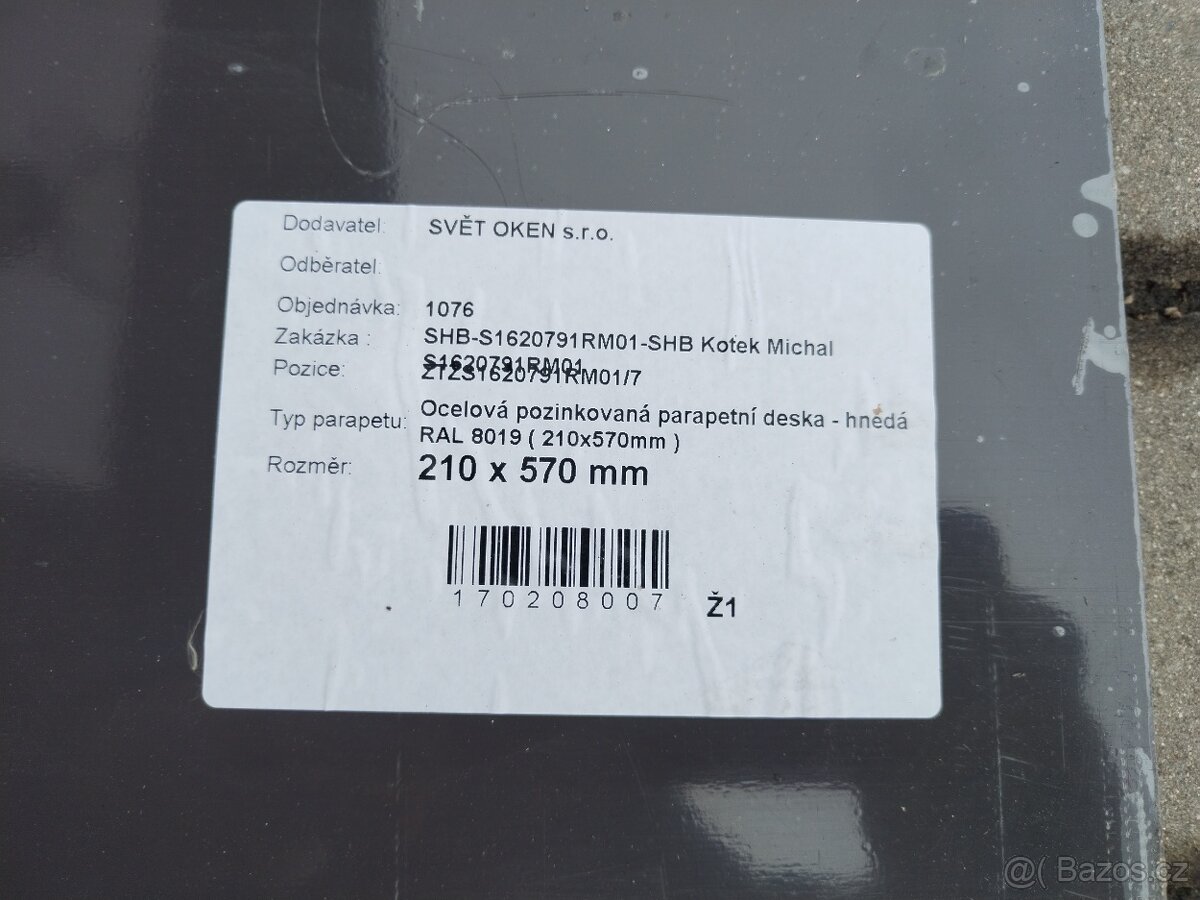 Dodavatel: SVĚT OKEN s.r.o.
Odběratel:
Objednávka: 1076
Zakázka : SHB-S1620791RM01-SHB Kotek Michal
S1620791RM01
Pozice: ZTZS1620791RM01/7
Typ parapetu: Ocelová pozinkovaná parapetní deska - hnědá
RAL 8019 ( 210x570mm )
Rozměr: 210 x 570 mm
170208007
Ž1
@( Bazos.cz